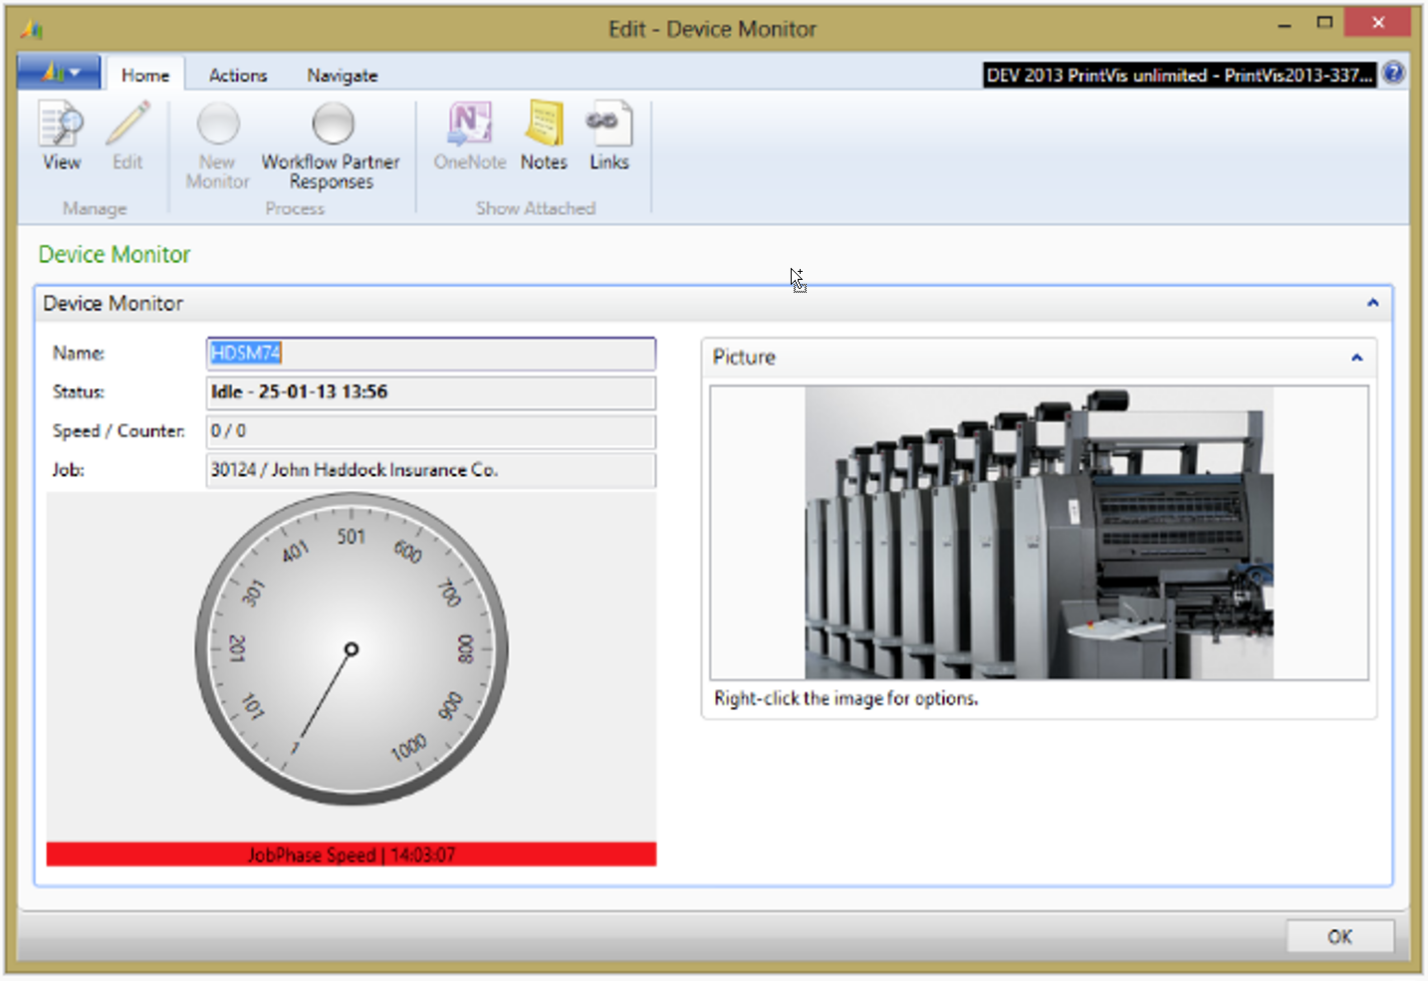 Edit - Device Monitor
Home Actions Navigate
DEV 2013 PrintVis unlimited - PrintVis2013-337...
View Edit New Monitor Workflow Partner Responses OneNote Notes Links
Manage Process Show Attached
Device Monitor
Device Monitor
Name: HDSM74
Status: Idle - 25-01-13 13:56
Speed / Counter: 0 / 0
Job: 30124 / John Haddock Insurance Co.
1
101
201
301
401
501
600
700
800
900
1000
JobPhase Speed | 14:03:07
Picture
Right-click the image for options.
OK